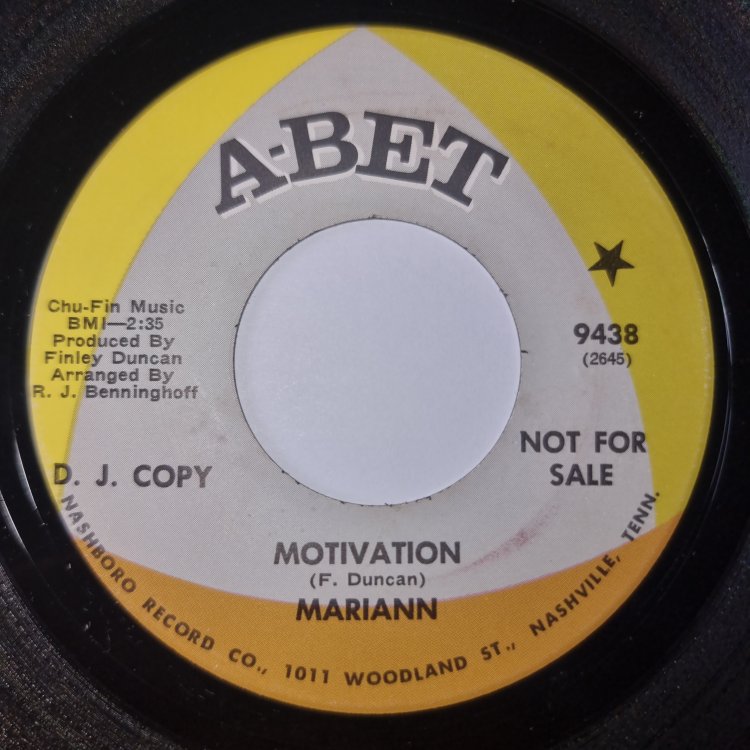 A-BET
Chu-Fin Music
BMI—2:35
Produced By
Finley Duncan
Arranged By
R. J. Benninghoff
9438
(2645)
D. J. COPY
NOT FOR
SALE
MOTIVATION
(F. Duncan)
MARIANN
NASHBORO RECORD CO., 1011 WOODLAND ST., NASHVILLE, TENN.